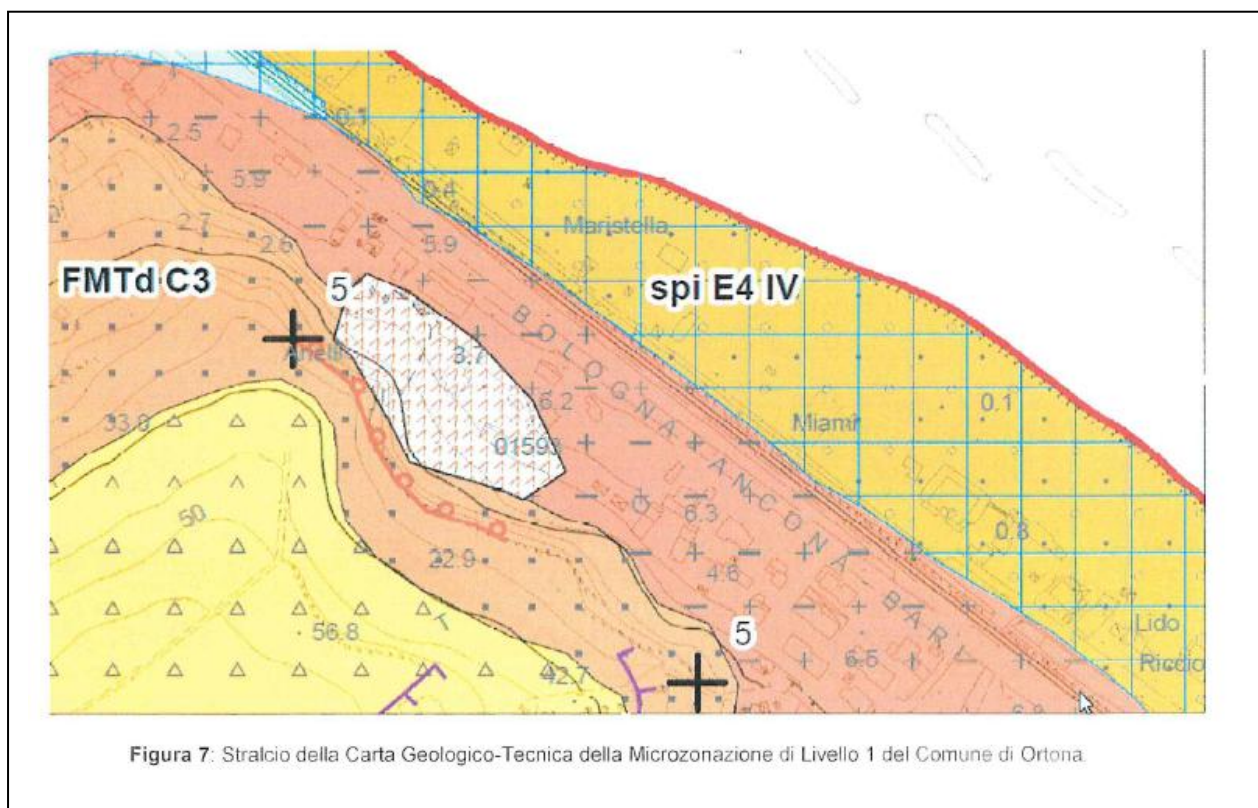 2.5
0.1
5.9
0.4
2.7
2.6
5.9
Maristella
FMTd C3
5
spi E4 IV
BOLOGNA ANCONA BARI
Anelli
3.7
6.2
Miami
0.1
33.0
01593
50
6.3
0.8
22.9
4.6
56.8
5
Lido
Riccio
42.7
6.5
Figura 7: Stralcio della Carta Geologico-Tecnica della Microzonazione di Livello 1 del Comune di Ortona.